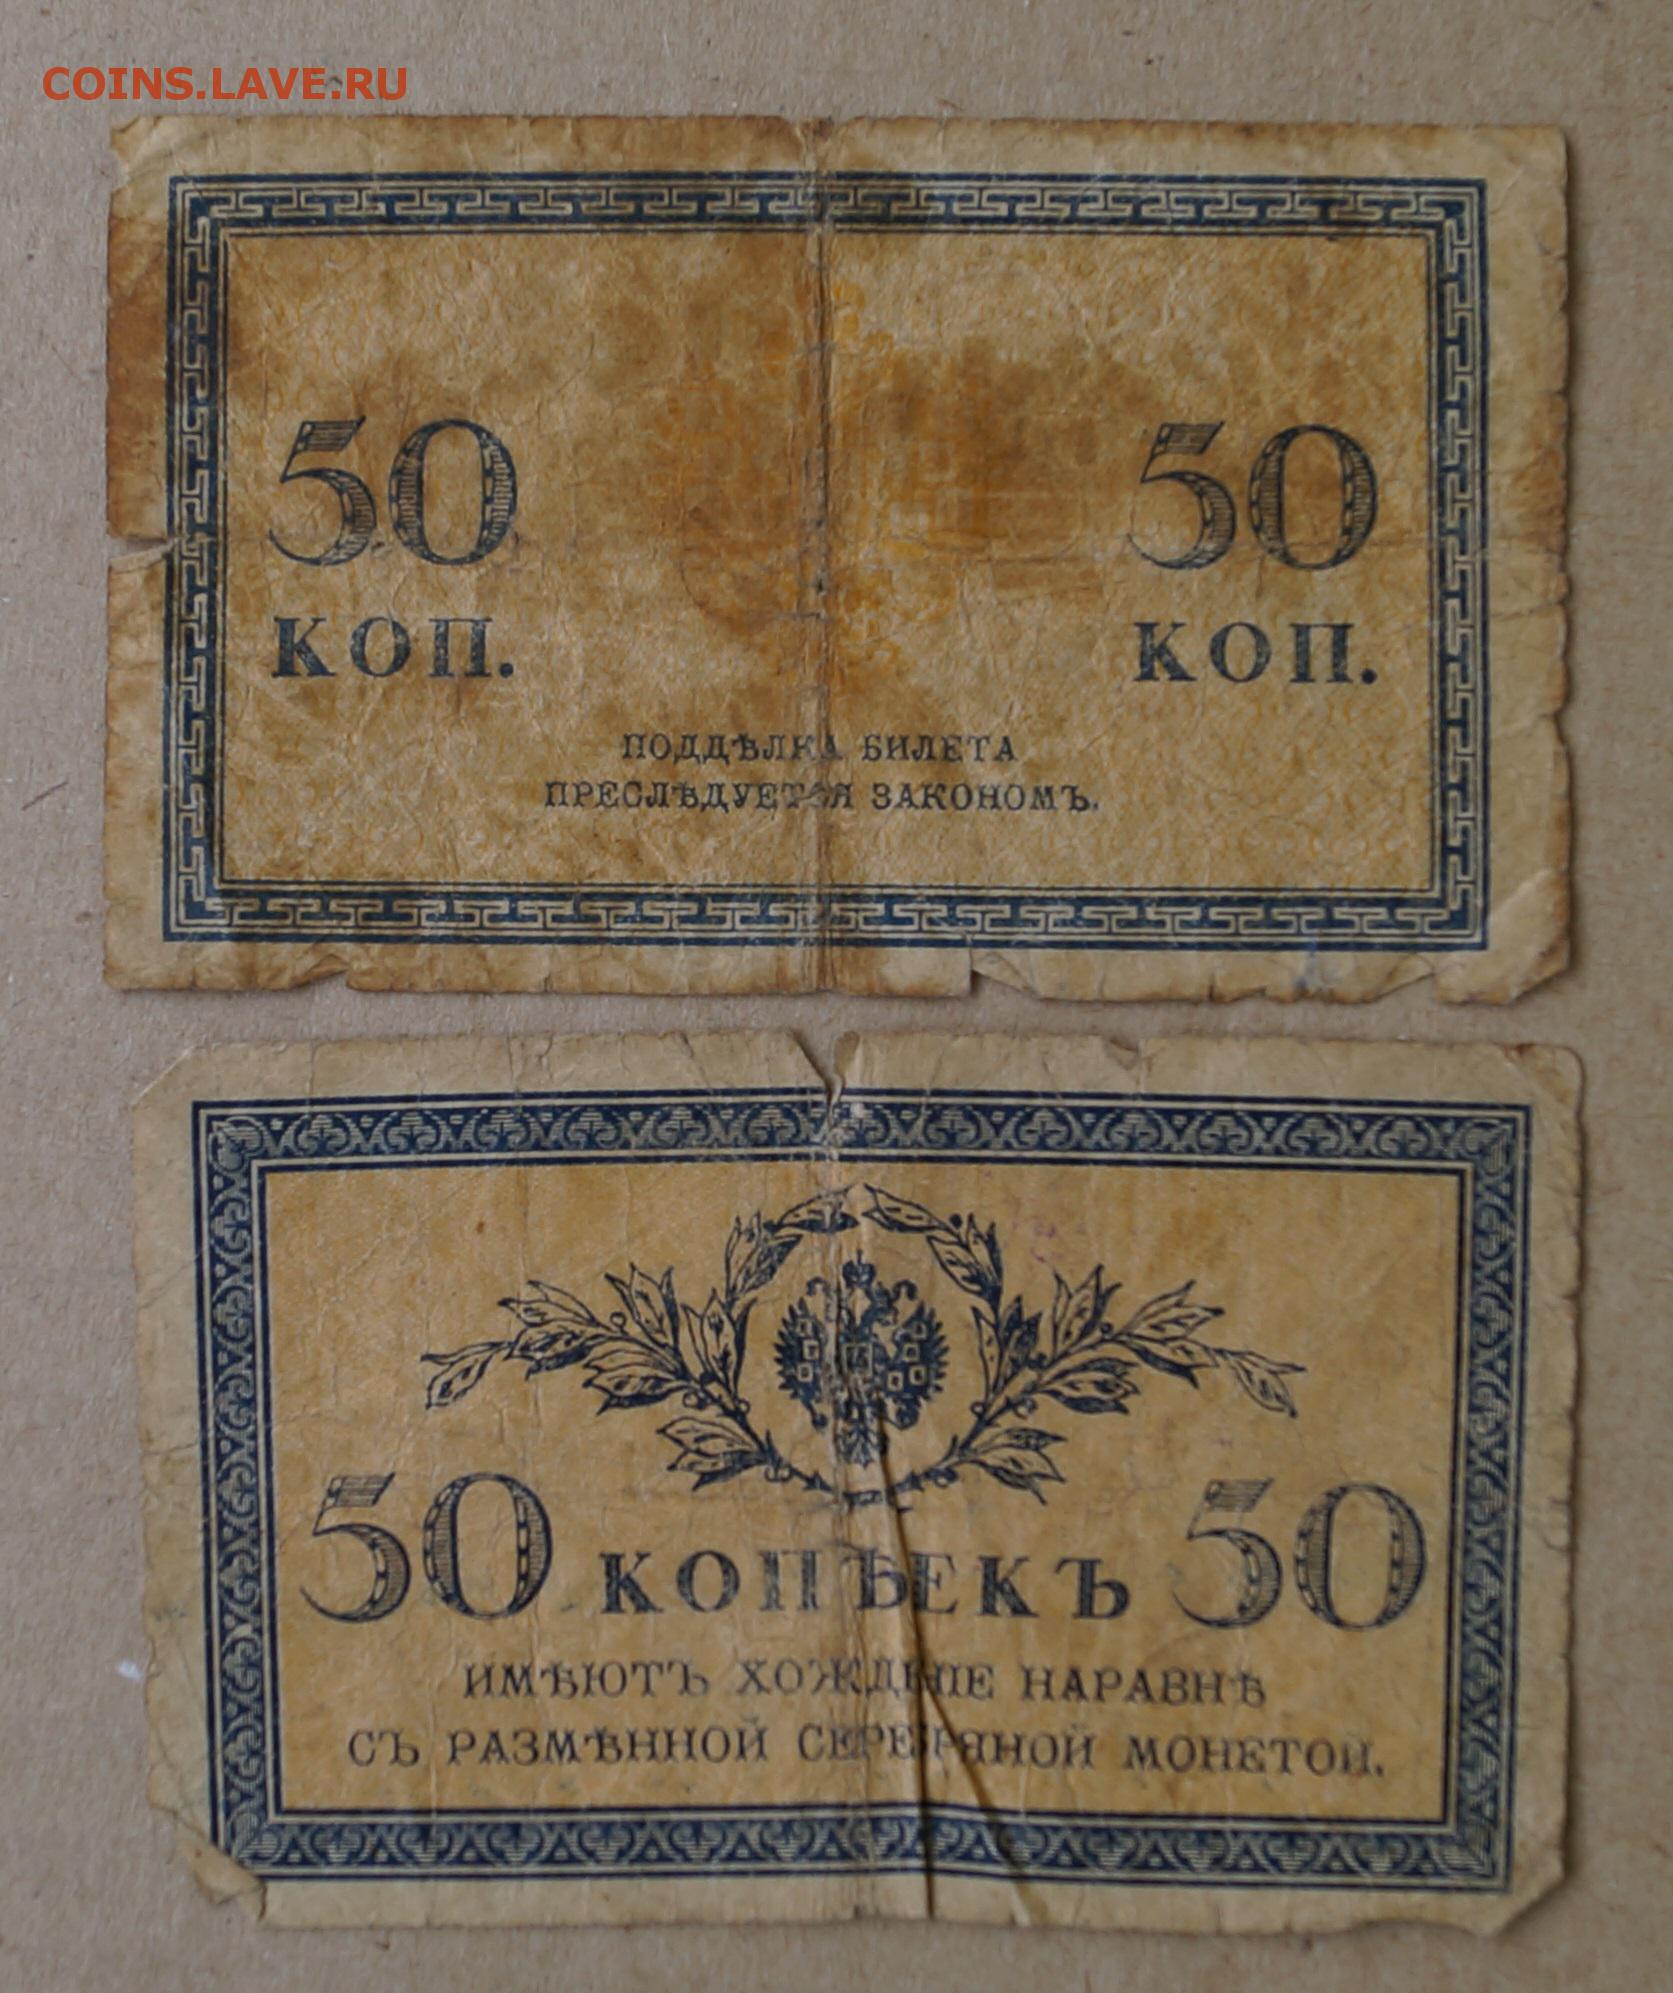 COINS.LAVE.RU
50 50
КОП. КОП.
ПОДДѢЛКА БИЛЕТА
ПРЕСЛѢДУЕТСЯ ЗАКОНОМЪ.
50 КОПѢЕКЪ 50
ИМѢЮТЪ ХОЖДЕНІЕ НАРАВНѢ
СЪ РАЗМѢННОЙ СЕРЕБРЯНОЙ МОНЕТОЙ.